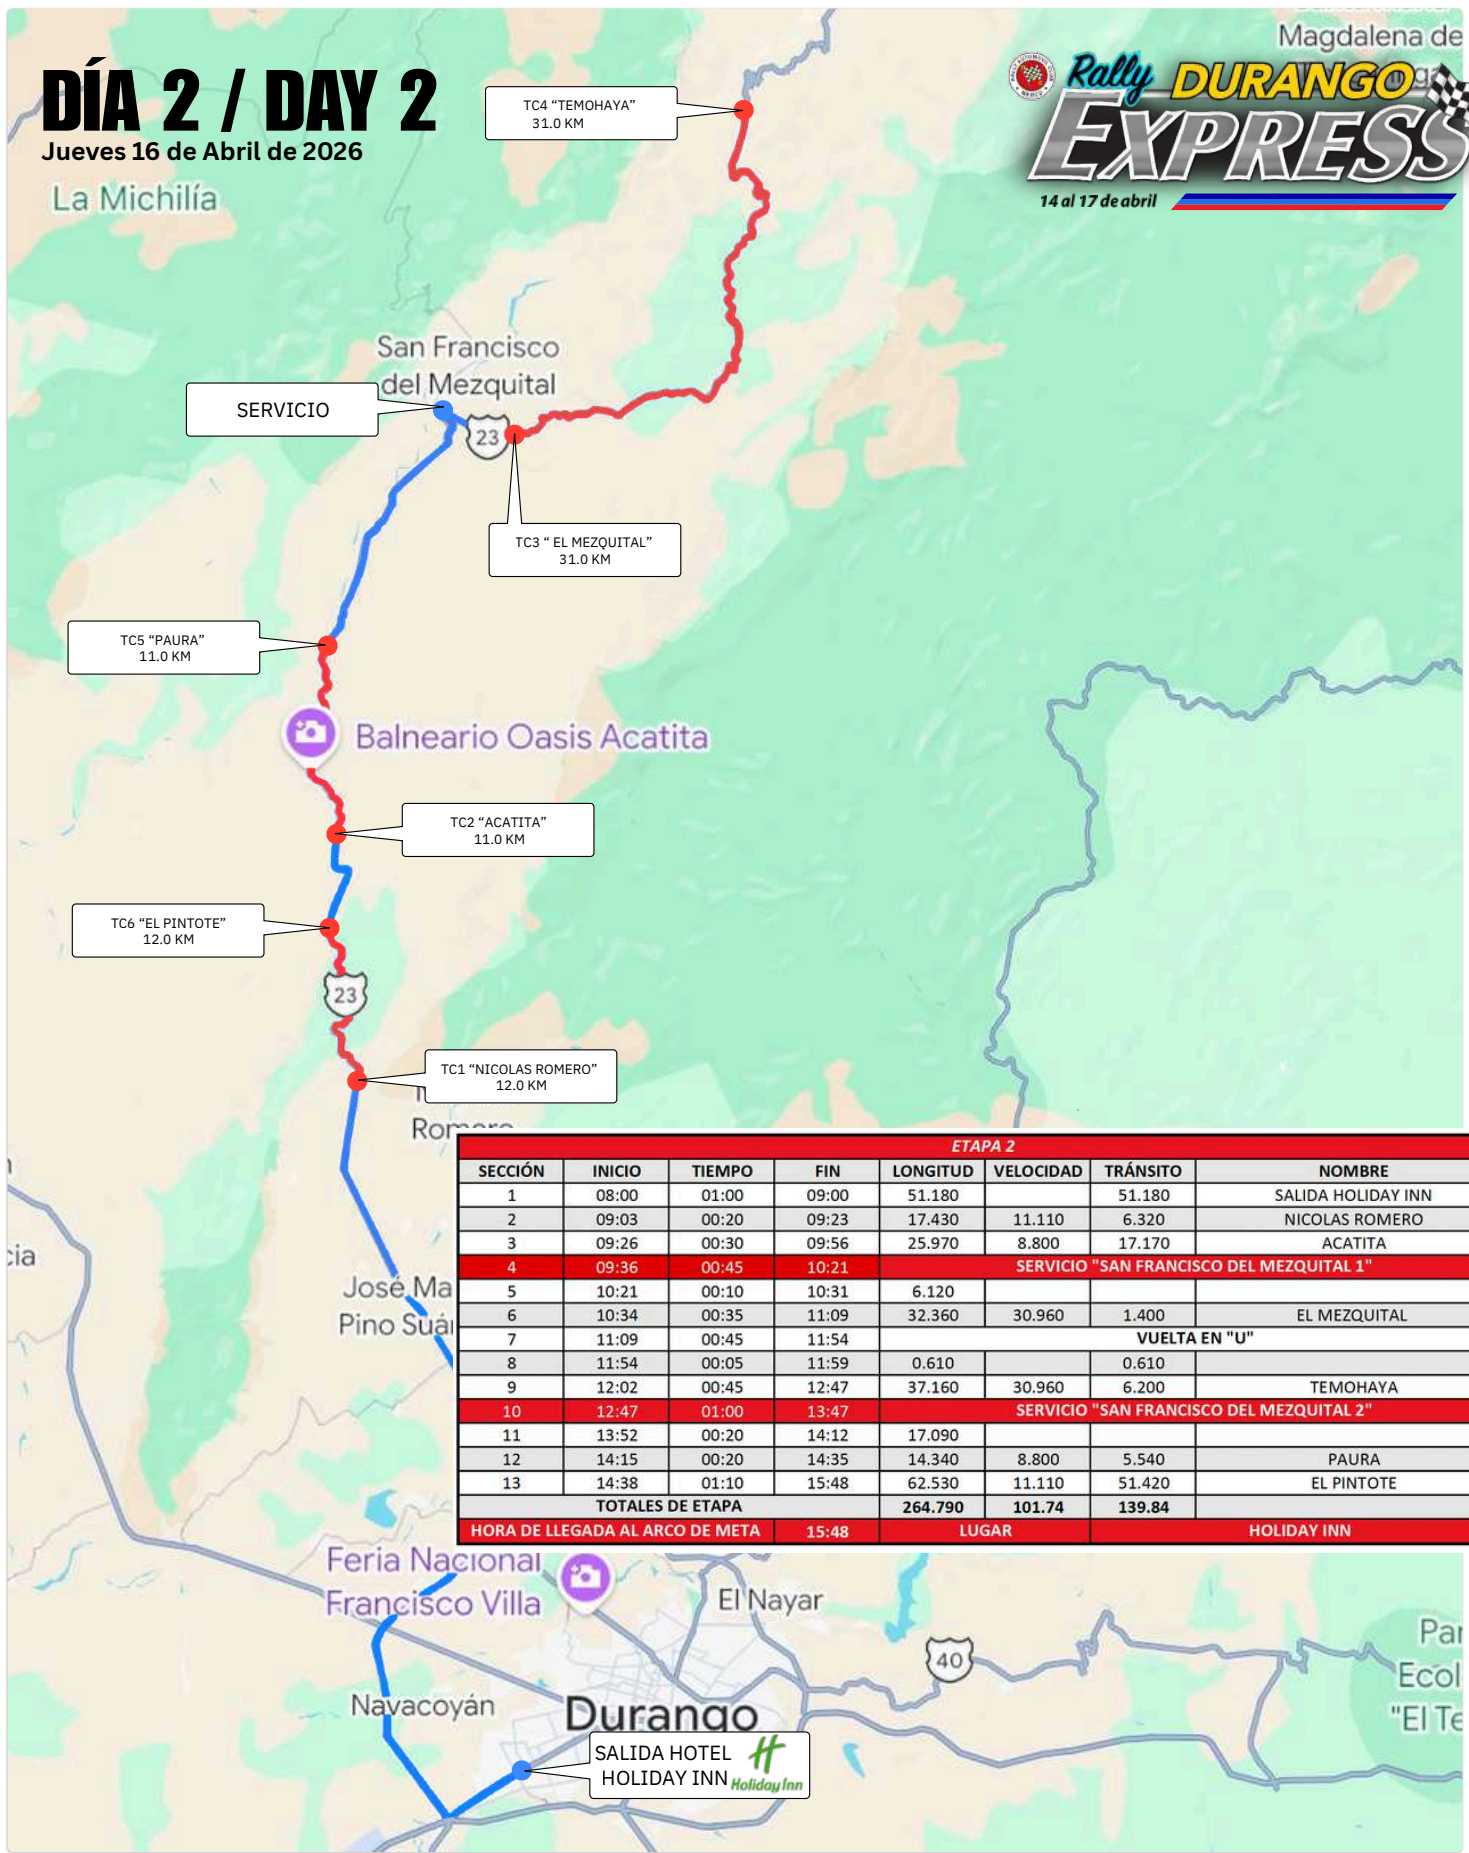 DÍA 2 / DAY 2
Jueves 16 de Abril de 2026
Magdalena de
Rally DURANGO
EXPRESS
14 al 17 de abril
La Michilía
TC4 “TEMOHAYA”
31.0 KM
San Francisco
del Mezquital
SERVICIO
23
TC3 “ EL MEZQUITAL”
31.0 KM
TC5 “PAURA”
11.0 KM
Balneario Oasis Acatita
TC2 “ACATITA”
11.0 KM
TC6 “EL PINTOTE”
12.0 KM
23
TC1 “NICOLAS ROMERO”
12.0 KM
Romero
cia
José Ma
Pino Suár
ETAPA 2
SECCIÓN INICIO TIEMPO FIN LONGITUD VELOCIDAD TRÁNSITO NOMBRE
1 08:00 01:00 09:00 51.180 51.180 SALIDA HOLIDAY INN
2 09:03 00:20 09:23 17.430 11.110 6.320 NICOLAS ROMERO
3 09:26 00:30 09:56 25.970 8.800 17.170 ACATITA
4 09:36 00:45 10:21 SERVICIO "SAN FRANCISCO DEL MEZQUITAL 1"
5 10:21 00:10 10:31 6.120
6 10:34 00:35 11:09 32.360 30.960 1.400 EL MEZQUITAL
7 11:09 00:45 11:54 VUELTA EN "U"
8 11:54 00:05 11:59 0.610 0.610
9 12:02 00:45 12:47 37.160 30.960 6.200 TEMOHAYA
10 12:47 01:00 13:47 SERVICIO "SAN FRANCISCO DEL MEZQUITAL 2"
11 13:52 00:20 14:12 17.090
12 14:15 00:20 14:35 14.340 8.800 5.540 PAURA
13 14:38 01:10 15:48 62.530 11.110 51.420 EL PINTOTE
TOTALES DE ETAPA 264.790 101.74 139.84
HORA DE LLEGADA AL ARCO DE META 15:48 LUGAR HOLIDAY INN
Feria Nacional
Francisco Villa
El Nayar
40
Par
Ecol
"El Te
Navacoyán
Durango
SALIDA HOTEL
HOLIDAY INN
Holiday Inn